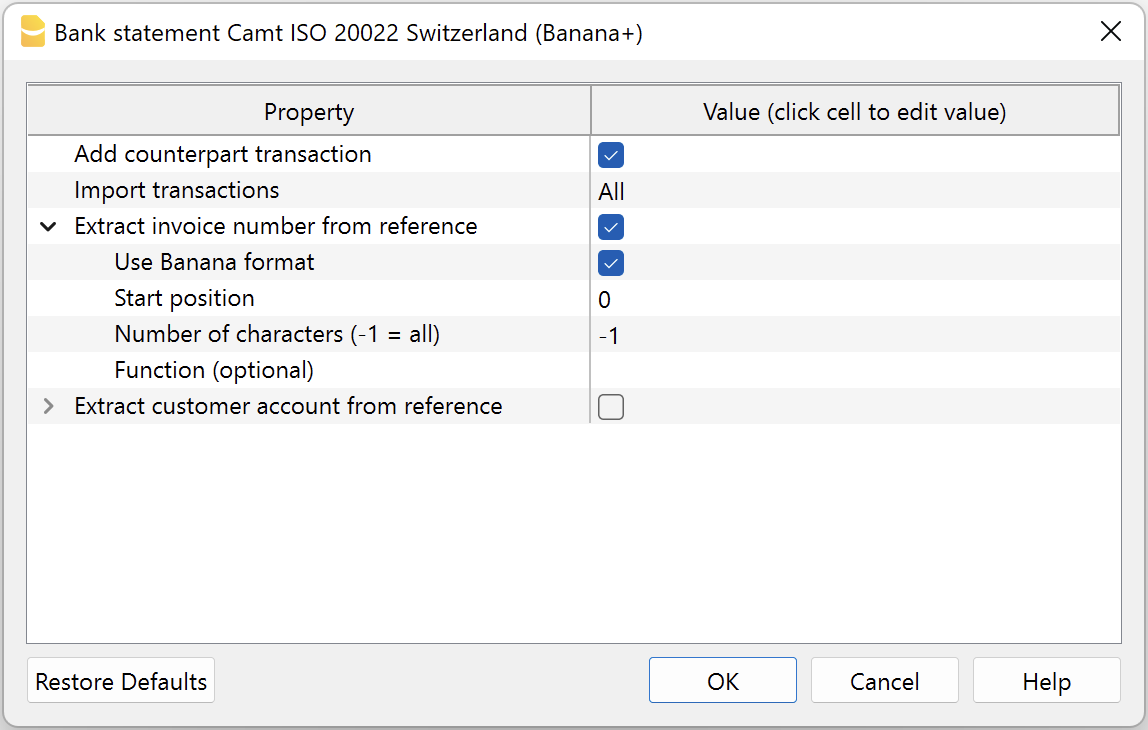 Bank statement Camt ISO 20022 Switzerland (Banana+)
Property Value (click cell to edit value)
Add counterpart transaction
Import transactions All
Extract invoice number from reference
Use Banana format
Start position 0
Number of characters (-1 = all) -1
Function (optional)
Extract customer account from reference
Restore Defaults OK Cancel Help